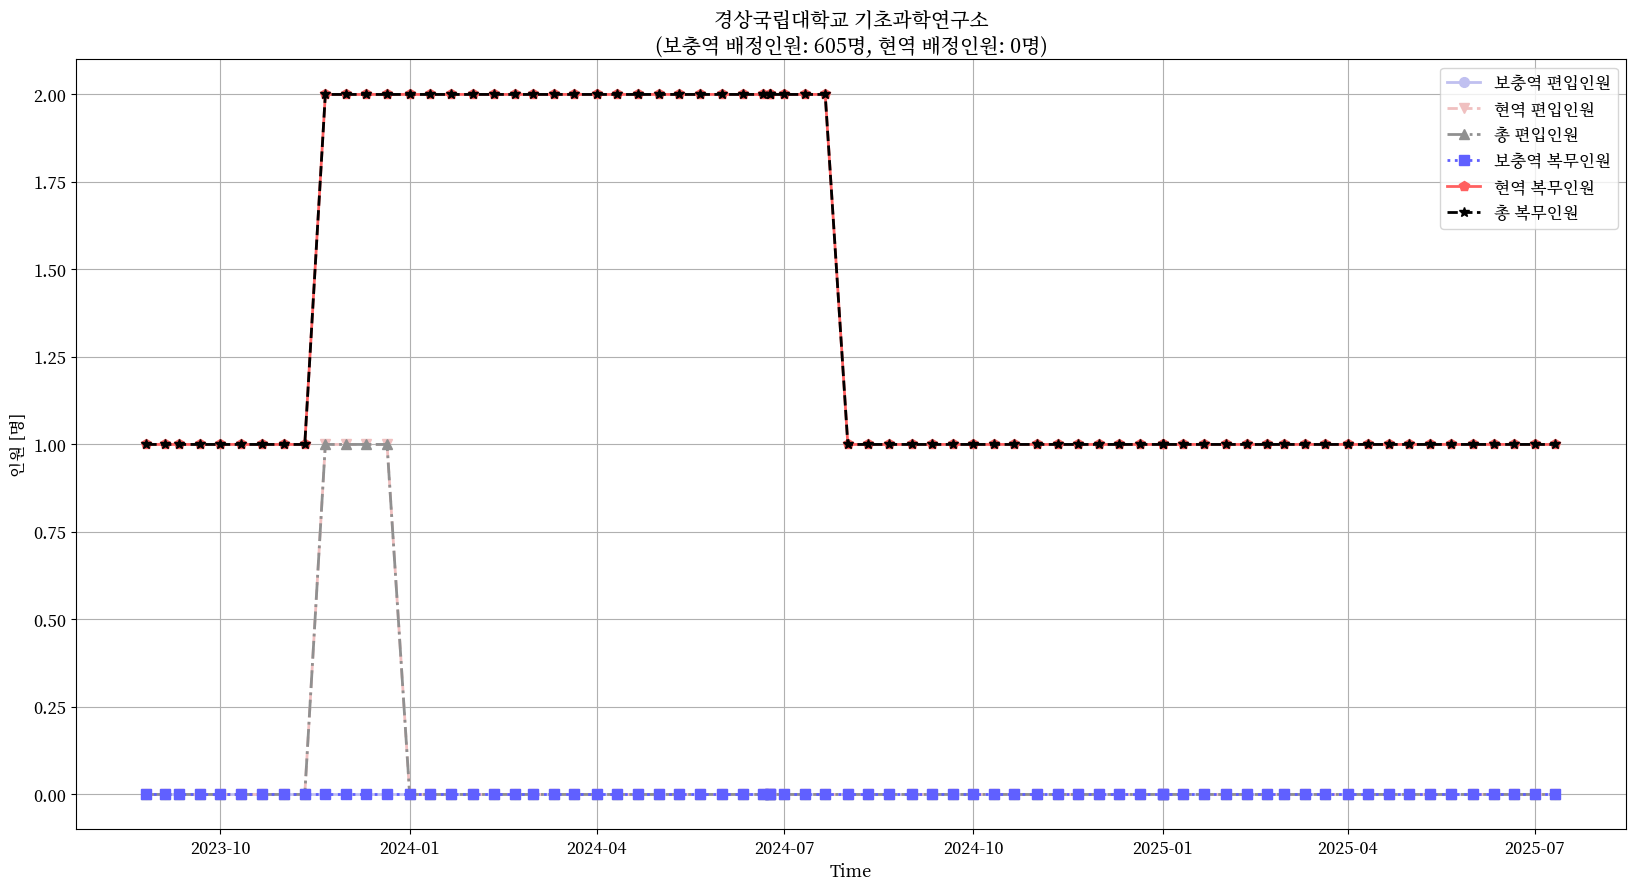 경상국립대학교 기초과학연구소
(보충역 배정인원: 605명, 현역 배정인원: 0명)
보충역 편입인원
현역 편입인원
총 편입인원
보충역 복무인원
현역 복무인원
총 복무인원
인원 [명]
2.00
1.75
1.50
1.25
1.00
0.75
0.50
0.25
0.00
2023-10
2024-01
2024-04
2024-07
2024-10
2025-01
2025-04
2025-07
Time